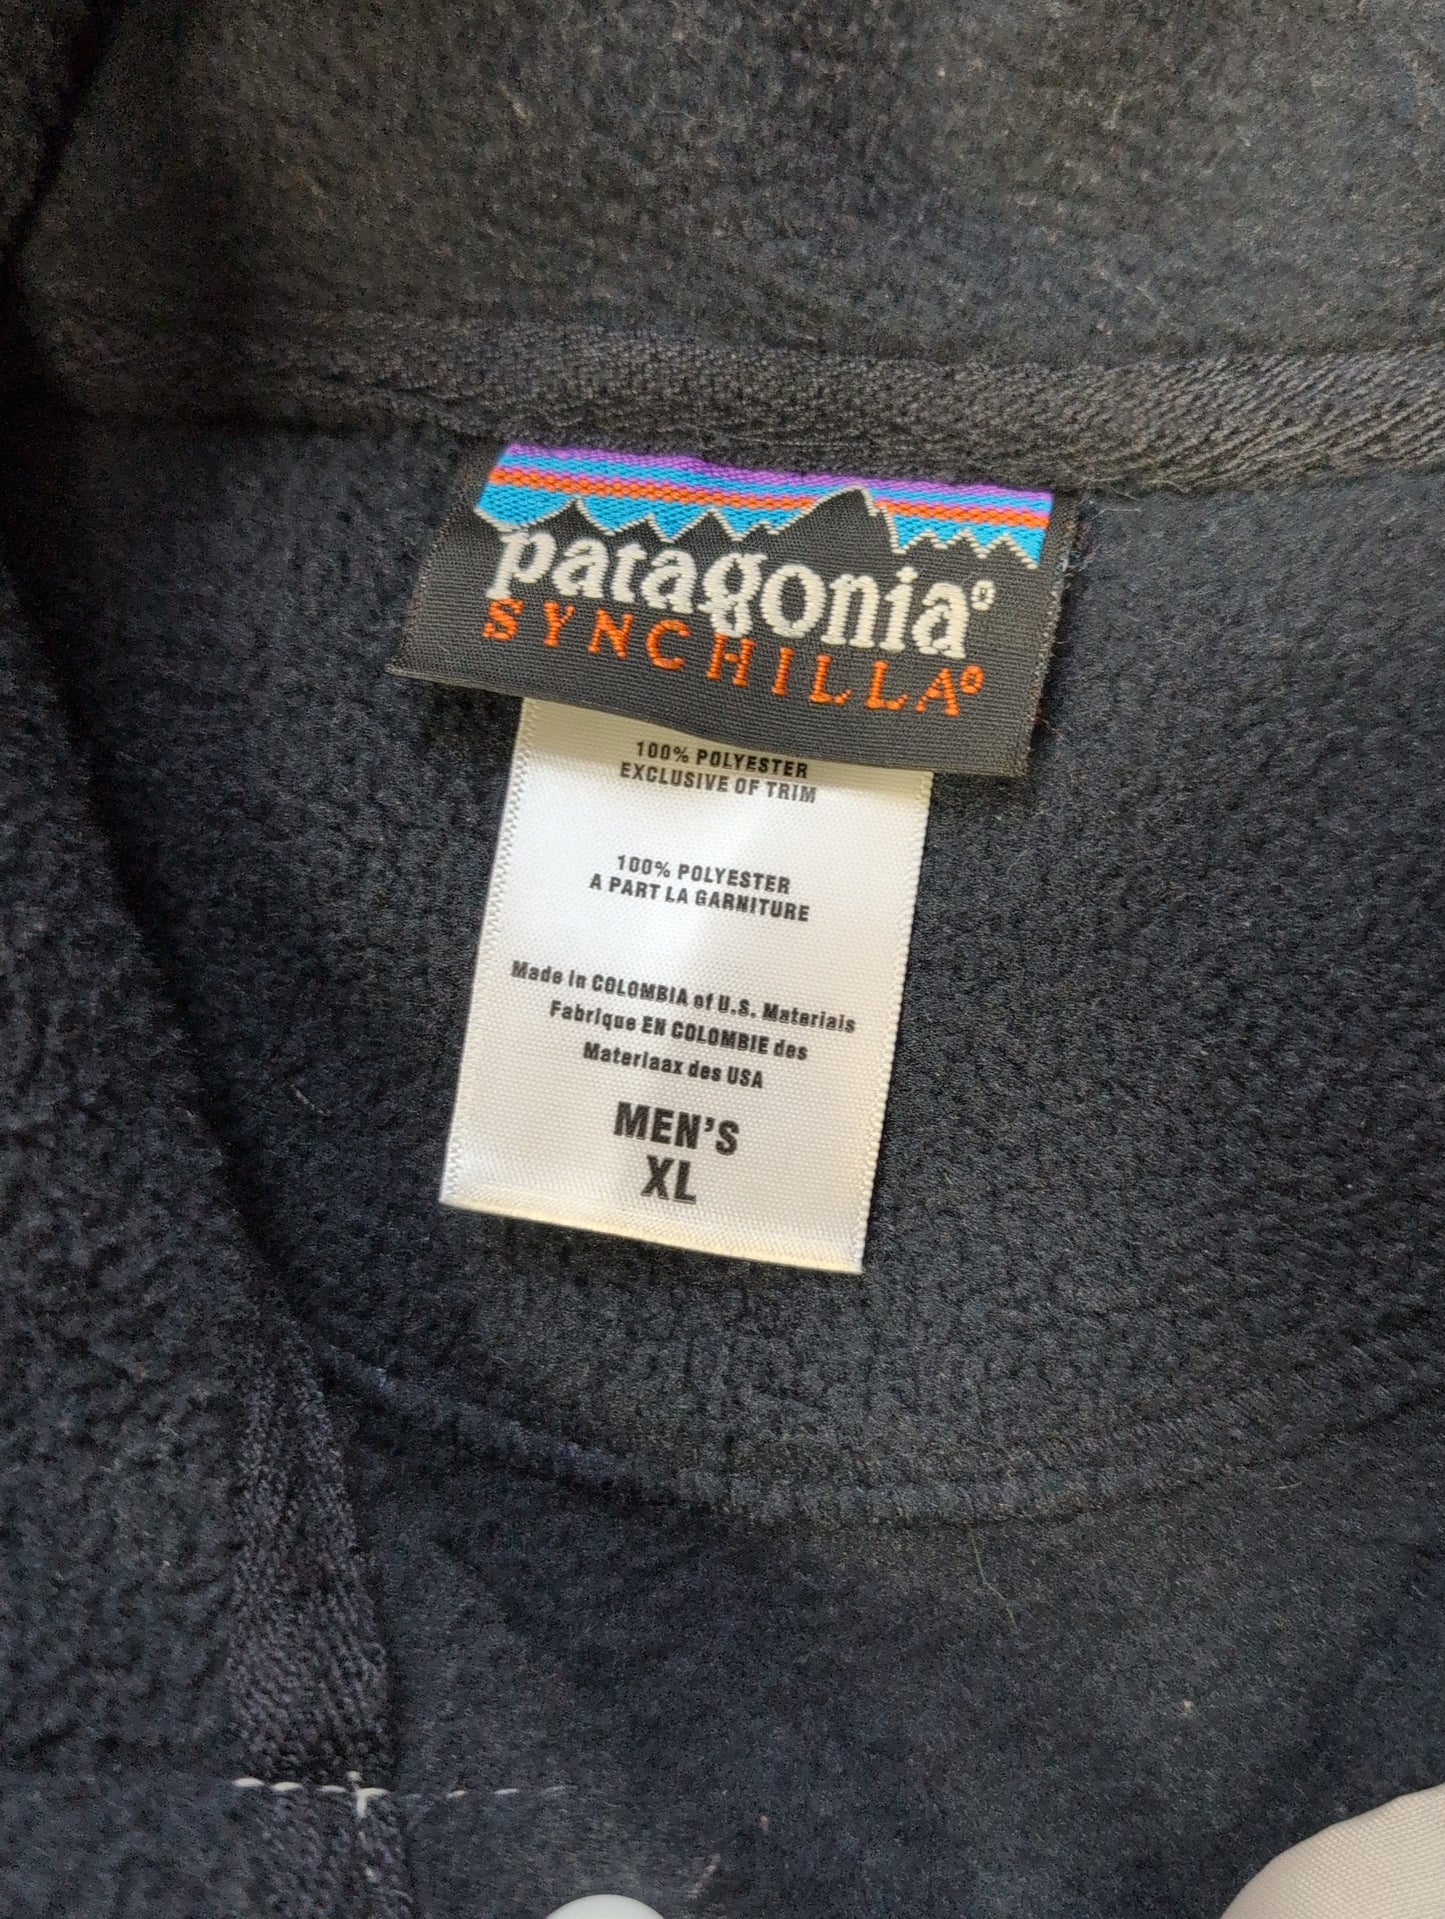 patagonia®
SYNCHILLA®
100% POLYESTER
EXCLUSIVE OF TRIM
100% POLYESTER
A PART LA GARNITURE
Made in COLOMBIA of U.S. Materials
Fabrique EN COLOMBIE des
Materiaax des USA
MEN'S
XL